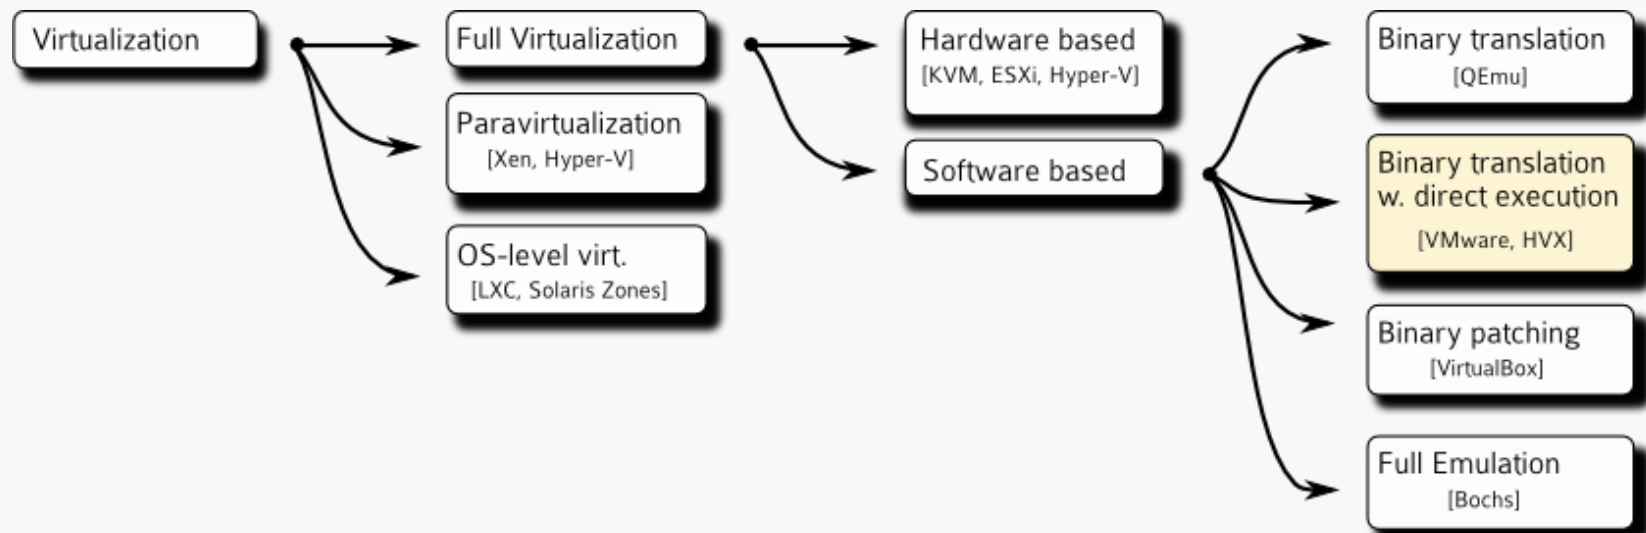 Virtualization
Full Virtualization
Paravirtualization
[Xen, Hyper-V]
OS-level virt.
[LXC, Solaris Zones]
Hardware based
[KVM, ESXi, Hyper-V]
Software based
Binary translation
[QEmu]
Binary translation
w. direct execution
[VMware, HVX]
Binary patching
[VirtualBox]
Full Emulation
[Bochs]